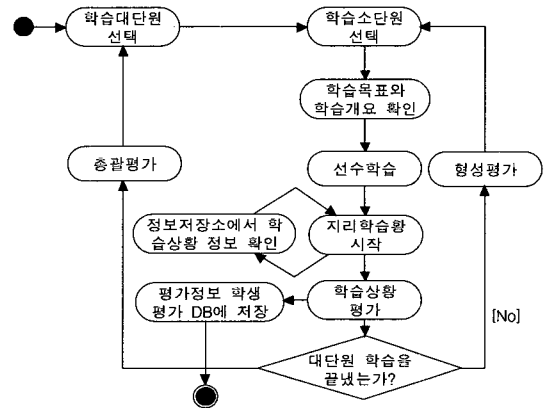 학습대단원
선택
학습소단원
선택
학습목표와
학습개요 확인
총괄평가
선수학습
형성평가
정보저장소에서 학
습상황 정보 확인
지리학습황
시작
평가정보 학생
평가 DB에 저장
학습상황
평가
[No]
대단원 학습을
끝냈는가?